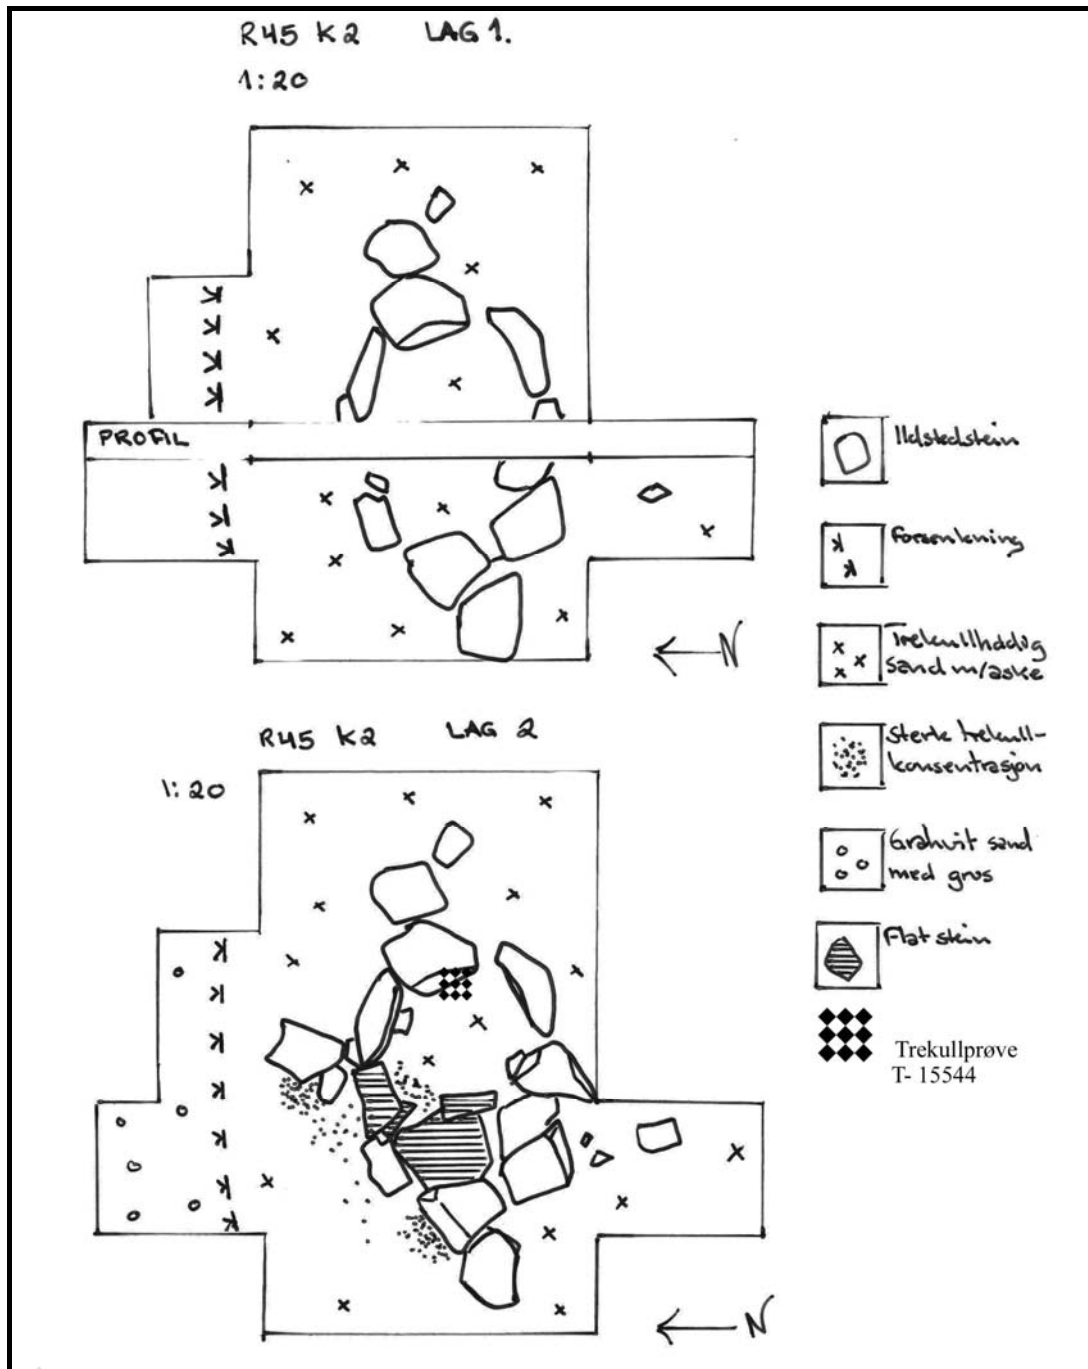 R45 K2 LAG 1.
1:20
PROFIL
N
Ildstedstein
Forsenkning
Trekullholdig
sand m/aske
Sterk trekull-
konsentrasjon
Gråhvit sand
med grus
Flat stein
Trekullprøve
T- 15544
R45 K2 LAG 2
1:20
N